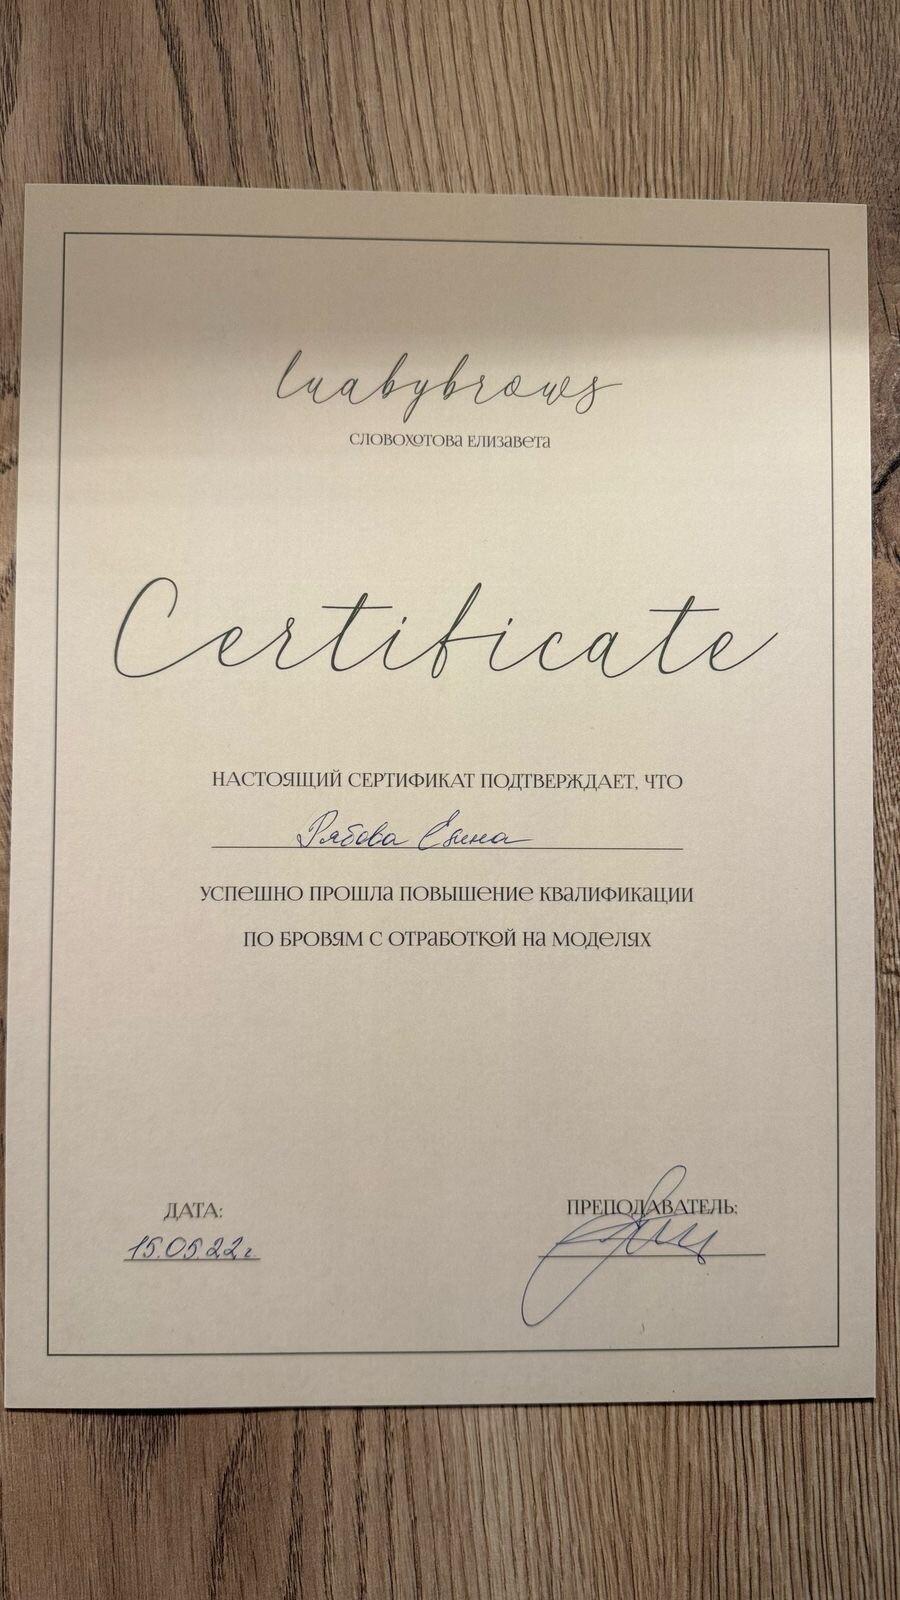 luabybrows
СЛОВОХОТОВА ЕЛИЗАВЕТА
Certificate
НАСТОЯЩИЙ СЕРТИФИКАТ ПОДТВЕРЖДАЕТ, ЧТО
Рябова
УСПЕШНО ПРОШЛА ПОВЫШЕНИЕ КВАЛИФИКАЦИИ
ПО БРОВЯМ С ОТРАБОТКОЙ НА МОДЕЛЯХ
ДАТА:
ПРЕПОДАВАТЕЛЬ:
15.05.22г